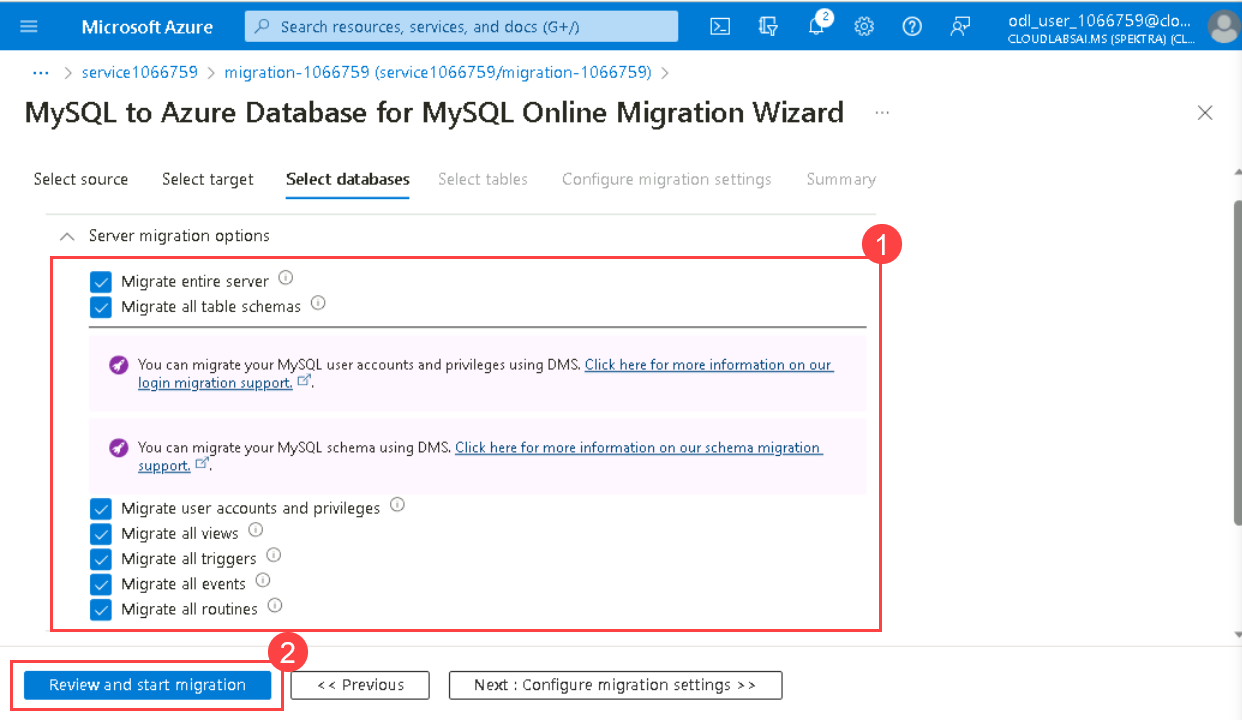 Microsoft Azure
Search resources, services, and docs (G+/)
2
odl_user_1066759@clo...
CLOUDLABSAI.MS (SPEKTRA) (CL...
... > service1066759 > migration-1066759 (service1066759/migration-1066759) >
MySQL to Azure Database for MySQL Online Migration Wizard ...
Select source Select target Select databases Select tables Configure migration settings Summary
Server migration options
1
Migrate entire server
Migrate all table schemas
You can migrate your MySQL user accounts and privileges using DMS. Click here for more information on our
login migration support. .
You can migrate your MySQL schema using DMS. Click here for more information on our schema migration
support. .
Migrate user accounts and privileges
Migrate all views
Migrate all triggers
Migrate all events
Migrate all routines
2
Review and start migration << Previous Next : Configure migration settings >>